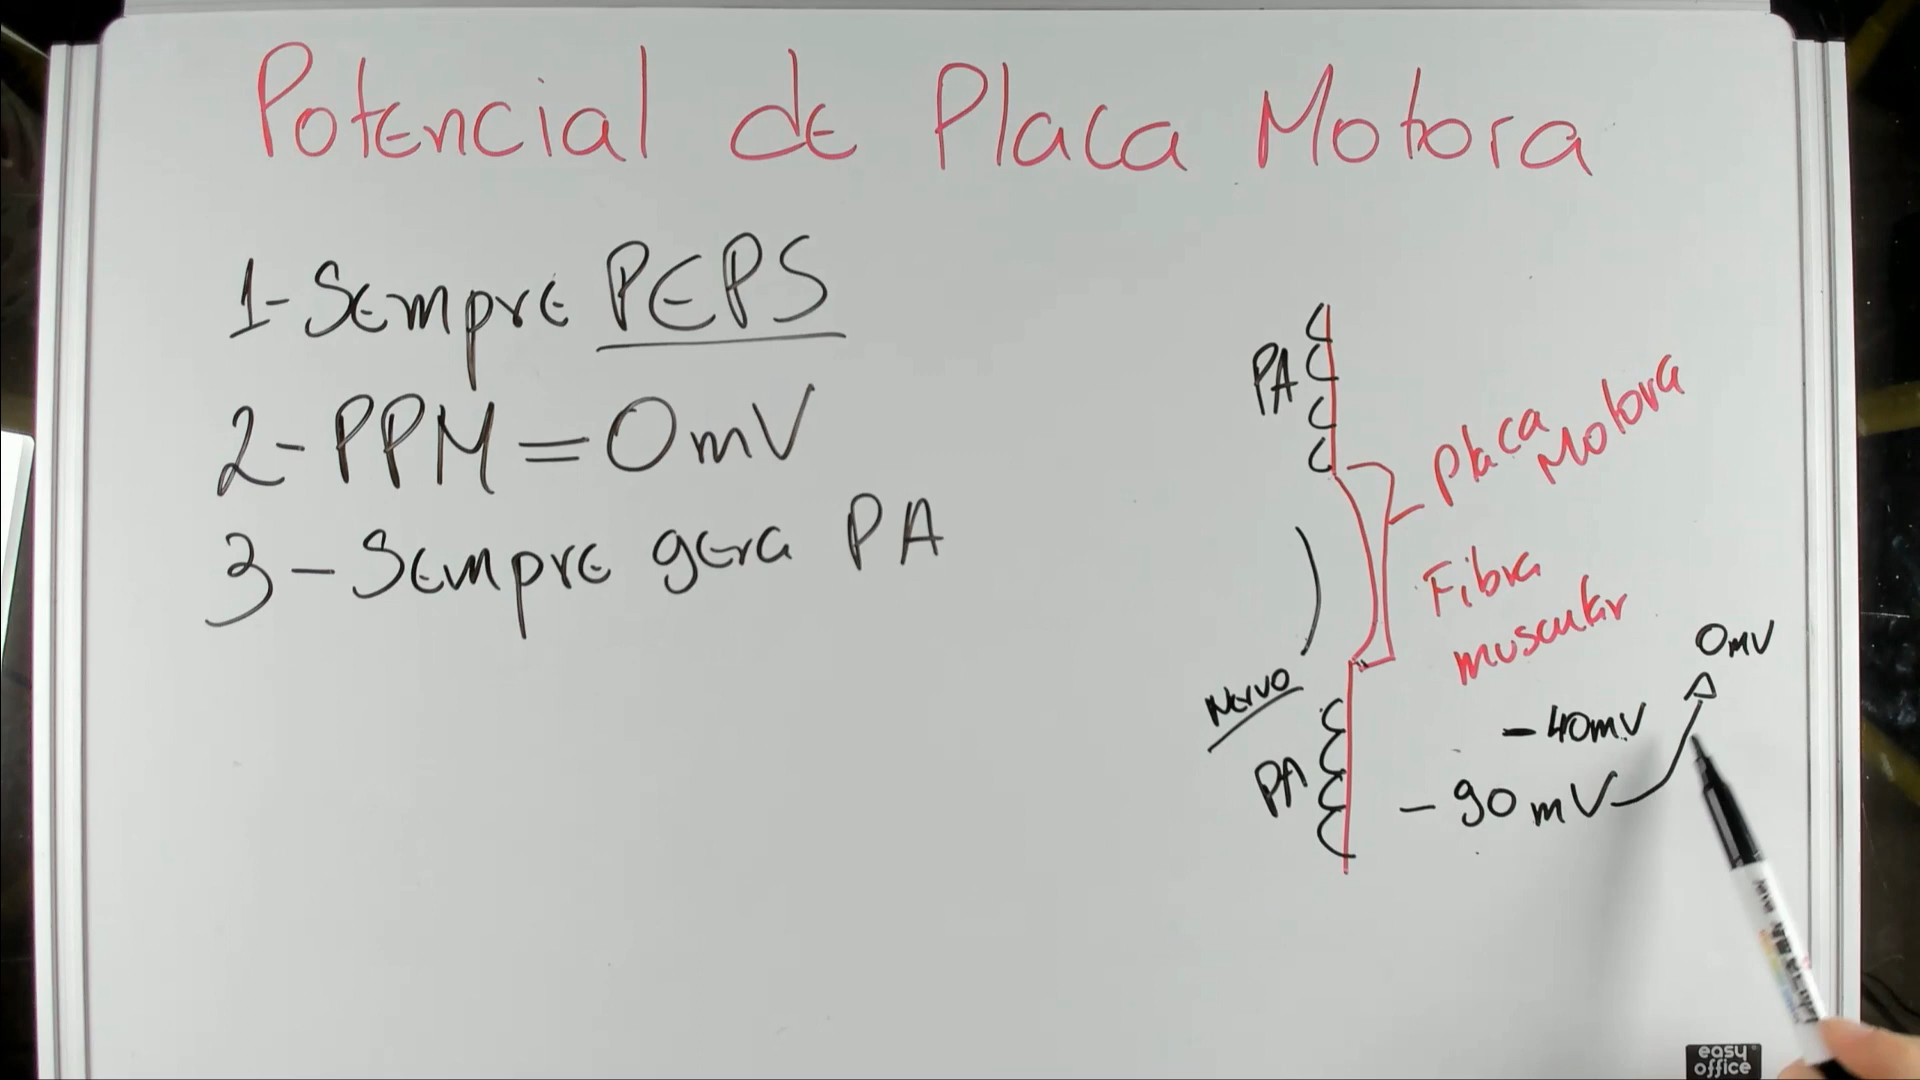 Potencial de Placa Motora
1- Sempre PEPS
2- PPM = 0mV
3- Sempre gera PA
PA
Placa
Motora
Fibra
muscular
Nervo
PA
0mV
- 40mV
- 90mV
easy
office